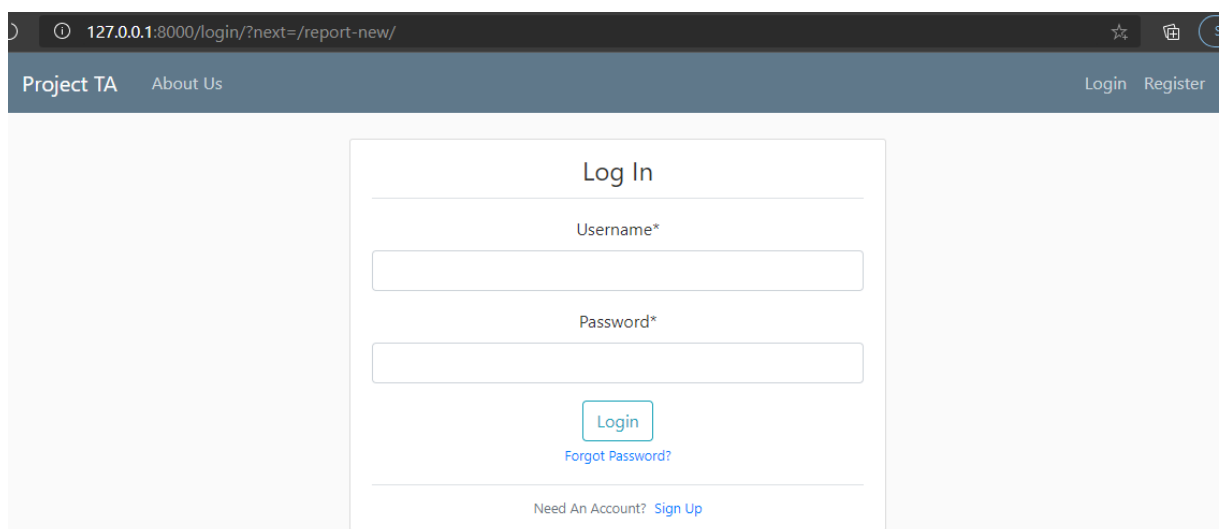 127.0.0.1:8000/login/?next=/report-new/
Project TA About Us Login Register
Log In
Username*
Password*
Login
Forgot Password?
Need An Account? Sign Up